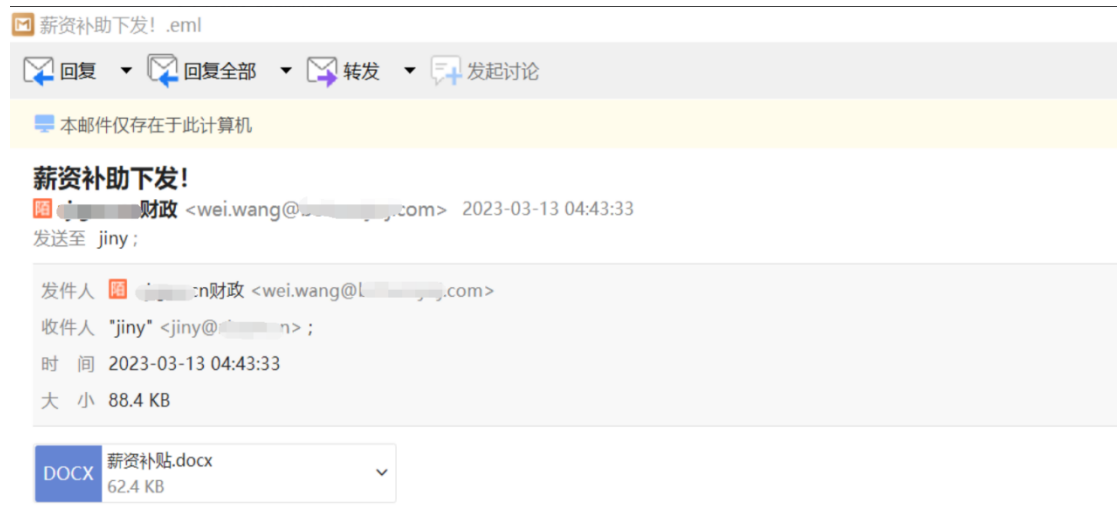 薪资补助下发！.eml
回复 回复全部 转发 发起讨论
本邮件仅存在于此计算机
薪资补助下发！
陌 财政 <wei.wang@ .com> 2023-03-13 04:43:33
发送至 jiny ;
发件人 陌 cn财政 <wei.wang@ .com>
收件人 "jiny" <jiny@ n> ;
时 间 2023-03-13 04:43:33
大 小 88.4 KB
DOCX 薪资补贴.docx
62.4 KB